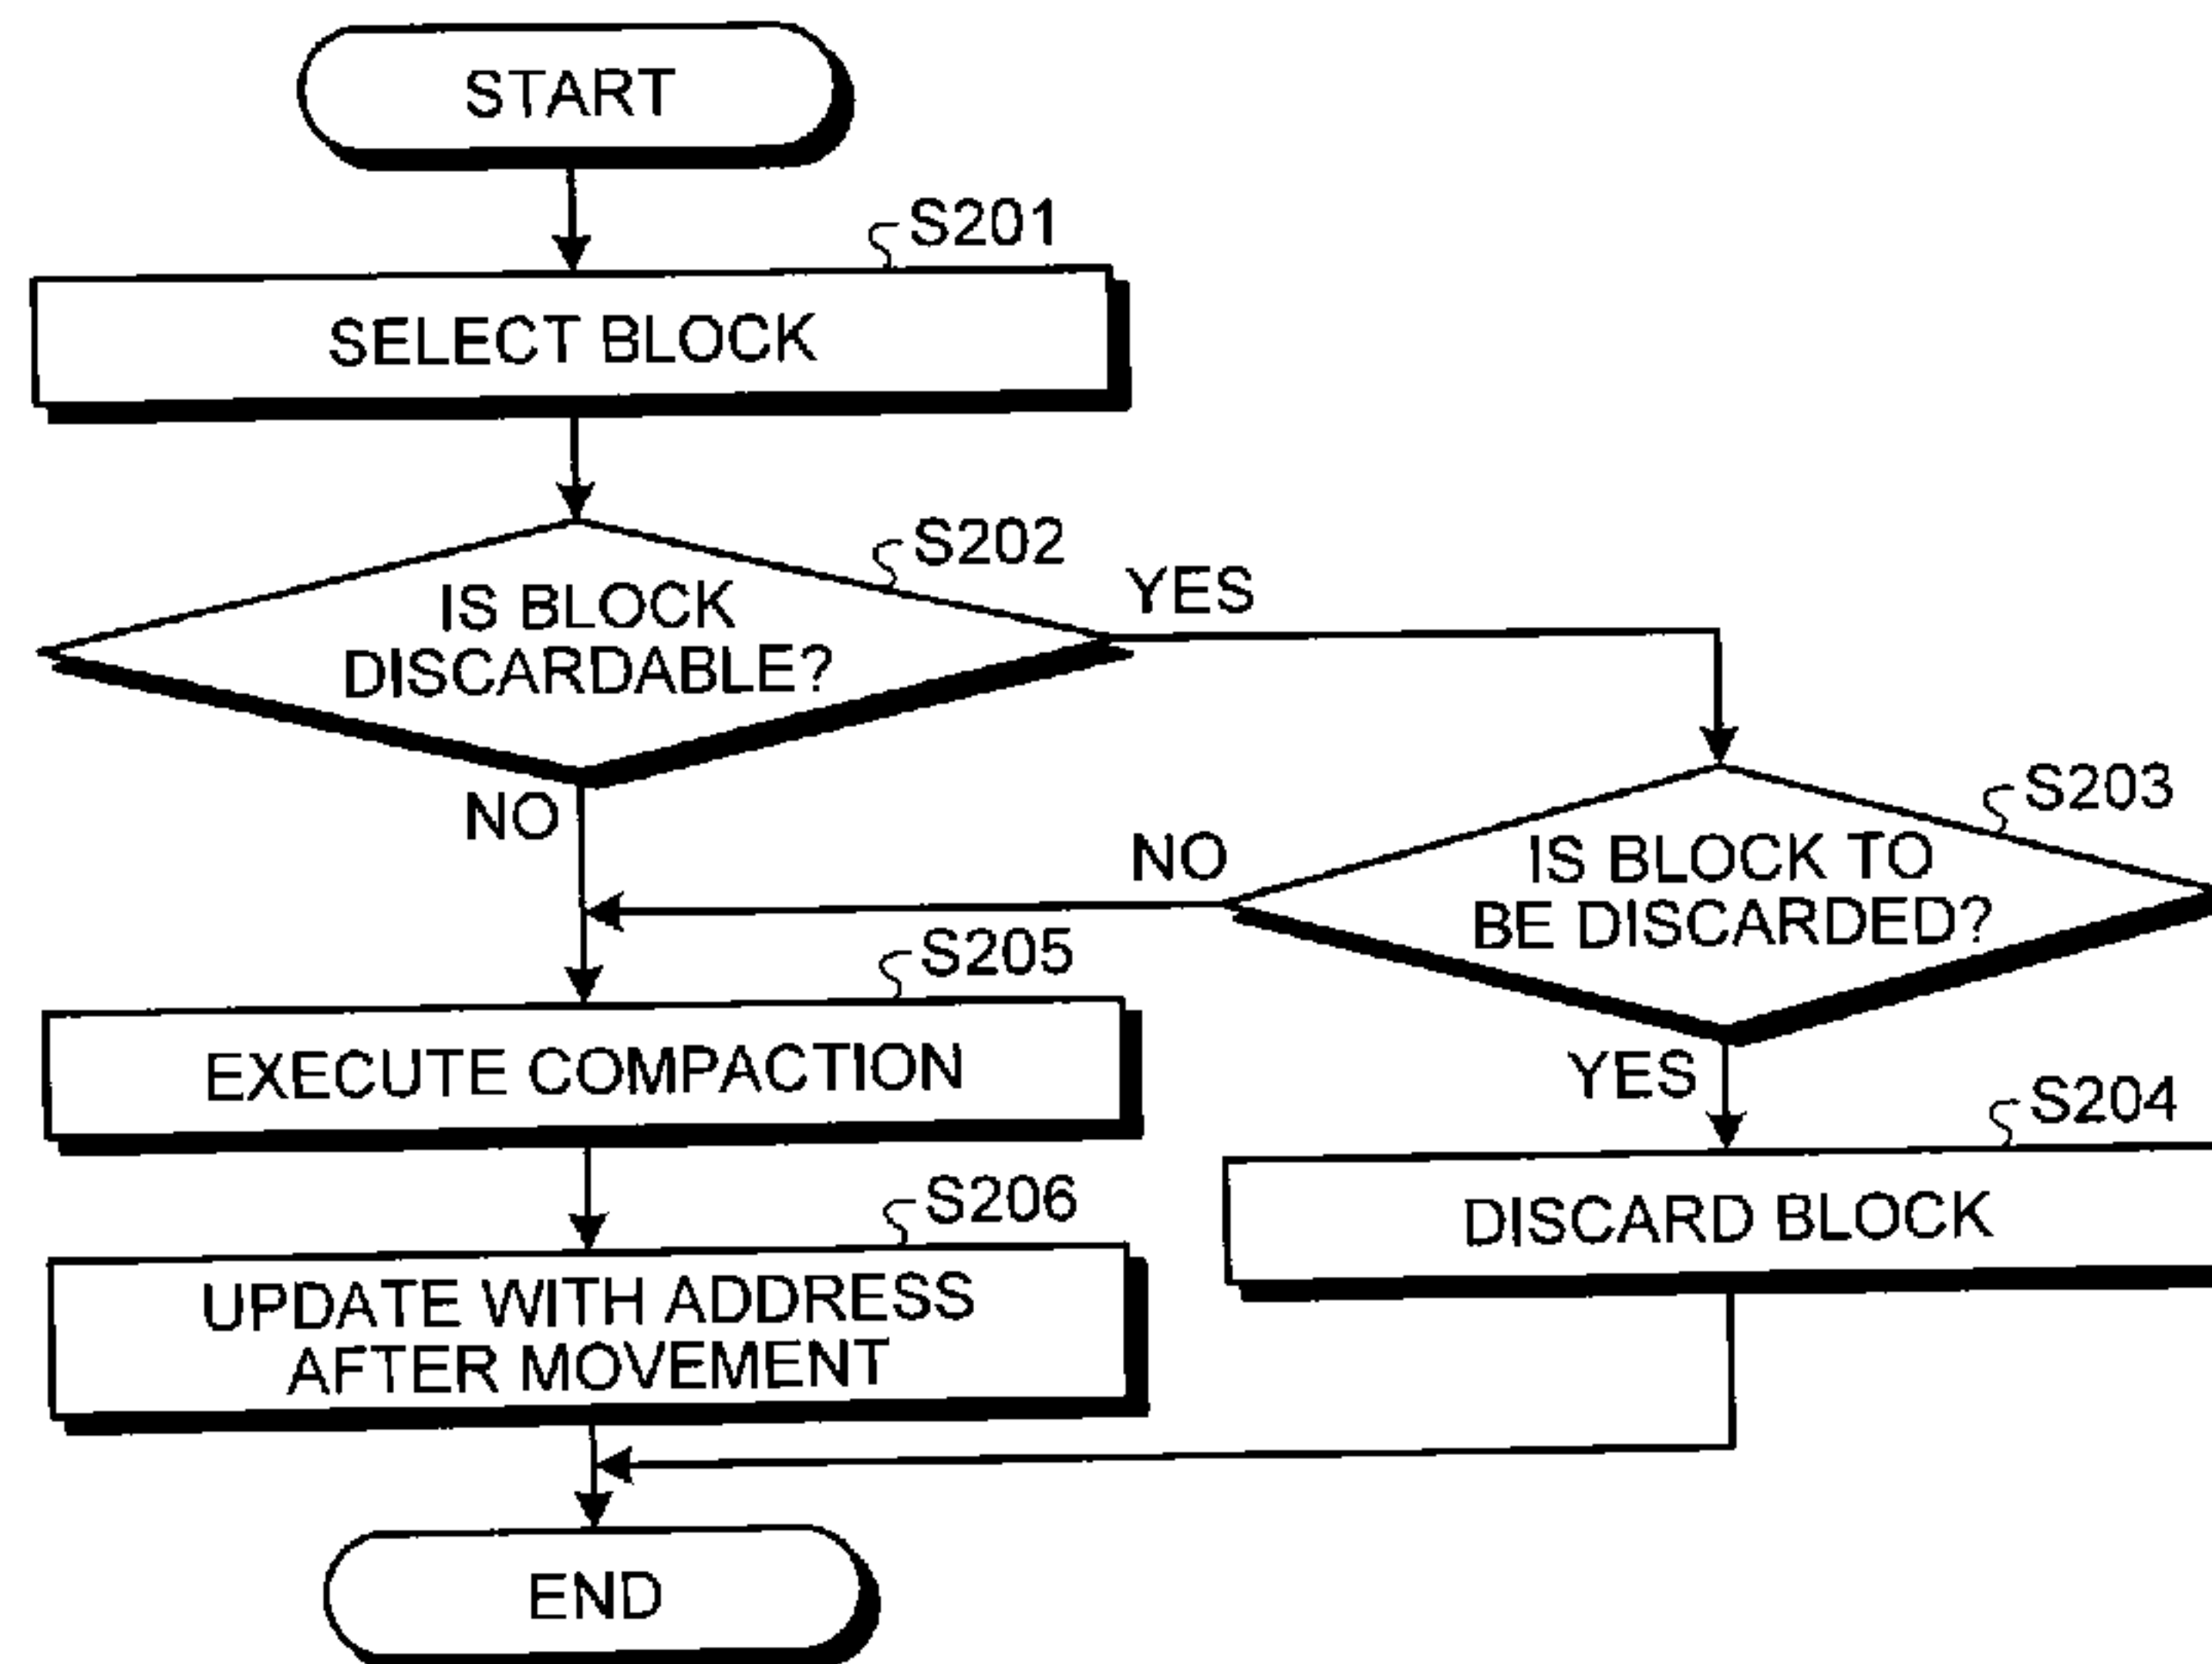 START
S201
SELECT BLOCK
S202
IS BLOCK
DISCARDABLE?
YES
NO
S203
IS BLOCK TO
BE DISCARDED?
NO
YES
S204
DISCARD BLOCK
S205
EXECUTE COMPACTION
S206
UPDATE WITH ADDRESS
AFTER MOVEMENT
END